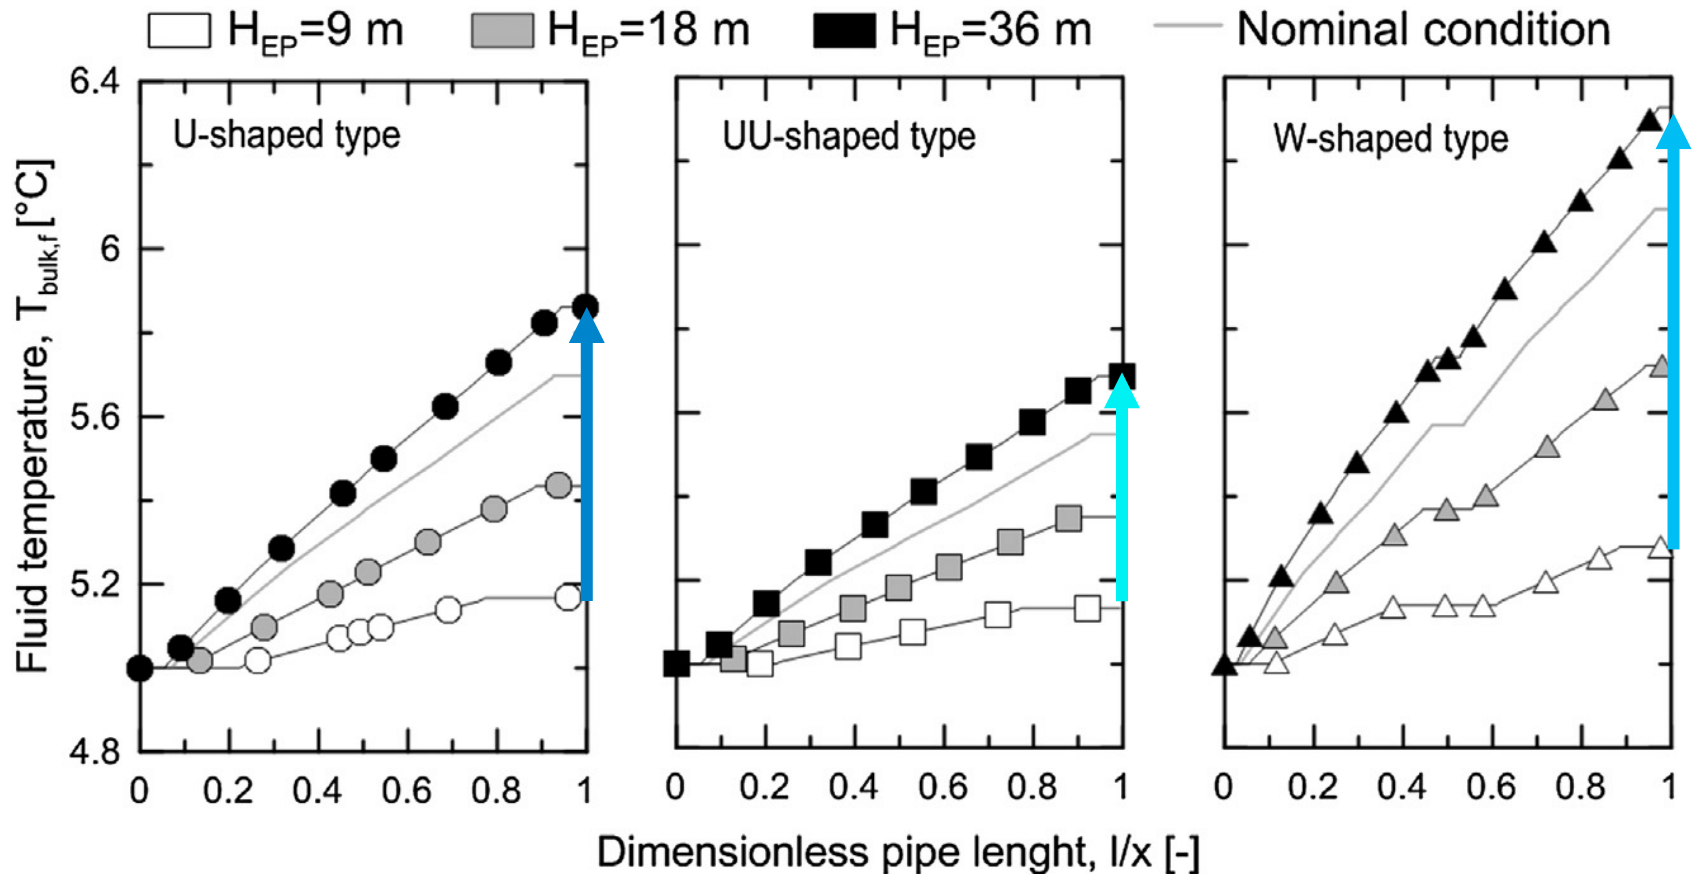 H_EP=9 m H_EP=18 m H_EP=36 m Nominal condition
U-shaped type UU-shaped type W-shaped type
Fluid temperature, T_bulk,f [°C]
6.4
6
5.6
5.2
4.8
0 0.2 0.4 0.6 0.8 1 0 0.2 0.4 0.6 0.8 1 0 0.2 0.4 0.6 0.8 1
Dimensionless pipe lenght, l/x [-]